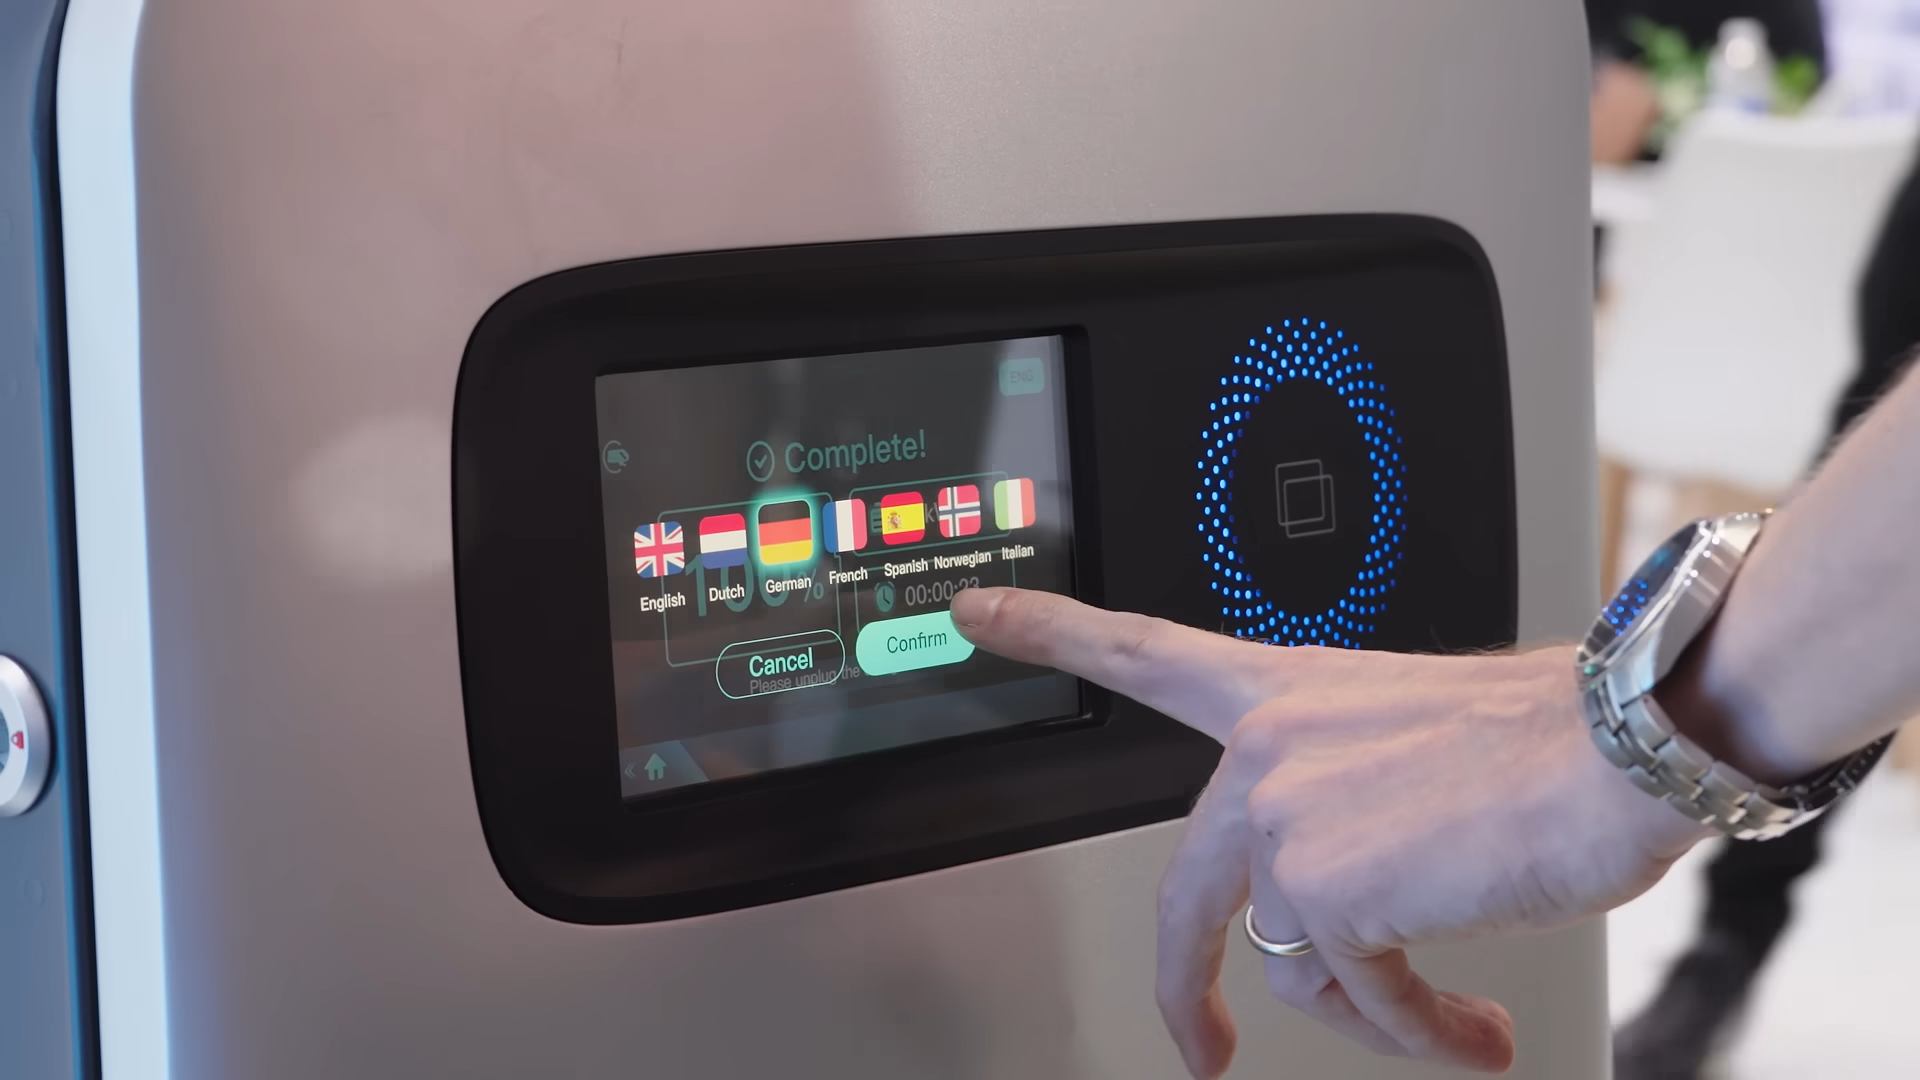 ENG
Complete!
English Dutch German French Spanish Norwegian Italian
100%
00:00:23
Cancel Confirm
Please unplug the